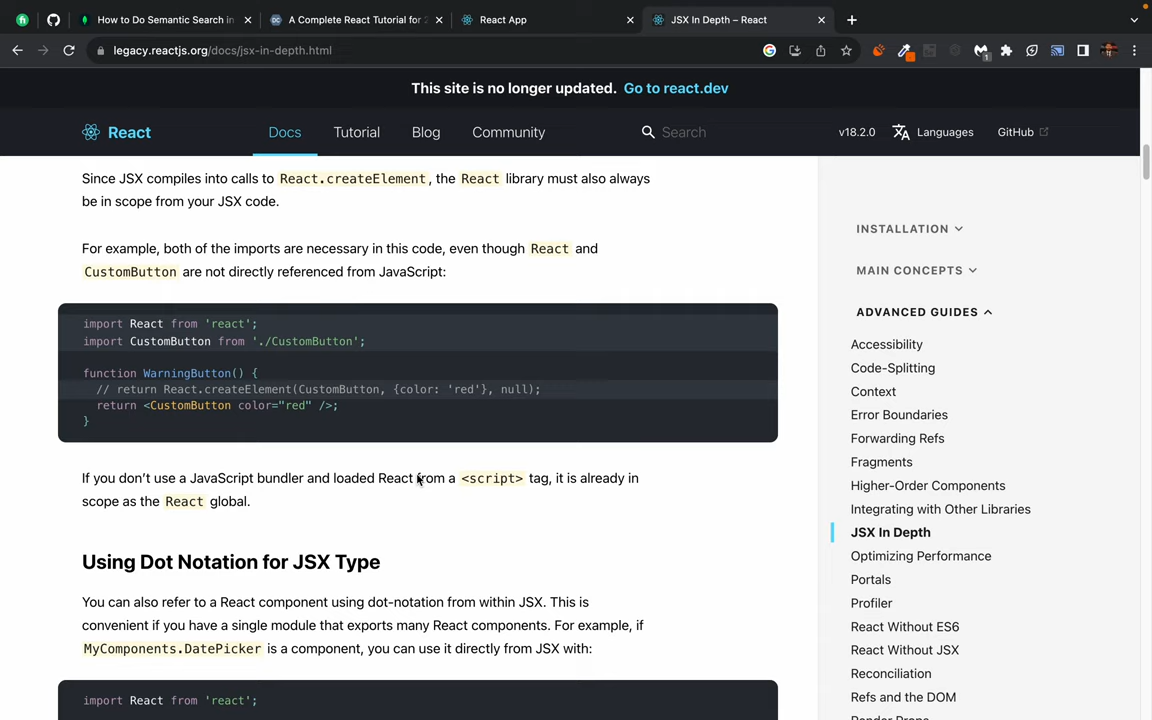 How to Do Semantic Search in
A Complete React Tutorial for 2
React App
JSX In Depth – React
legacy.reactjs.org/docs/jsx-in-depth.html
1
This site is no longer updated. Go to react.dev
React
Docs
Tutorial
Blog
Community
Search
v18.2.0
Languages
GitHub
Since JSX compiles into calls to React.createElement, the React library must also always
be in scope from your JSX code.
For example, both of the imports are necessary in this code, even though React and
CustomButton are not directly referenced from JavaScript:
import React from 'react';
import CustomButton from './CustomButton';
function WarningButton() {
// return React.createElement(CustomButton, {color: 'red'}, null);
return <CustomButton color="red" />;
}
If you don’t use a JavaScript bundler and loaded React from a <script> tag, it is already in
scope as the React global.
Using Dot Notation for JSX Type
You can also refer to a React component using dot-notation from within JSX. This is
convenient if you have a single module that exports many React components. For example, if
MyComponents.DatePicker is a component, you can use it directly from JSX with:
import React from 'react';
INSTALLATION
MAIN CONCEPTS
ADVANCED GUIDES
Accessibility
Code-Splitting
Context
Error Boundaries
Forwarding Refs
Fragments
Higher-Order Components
Integrating with Other Libraries
JSX In Depth
Optimizing Performance
Portals
Profiler
React Without ES6
React Without JSX
Reconciliation
Refs and the DOM
Render Props